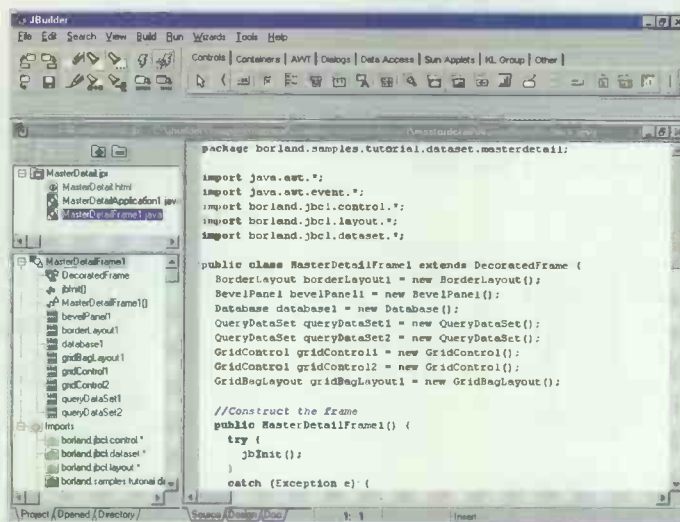 JBuilder
File Edit Search View Build Run Wizards Tools Help
Controls Containers AWT Dialogs Data Access Sun Applets KL Group Other
MasterDetail.jpr
MasterDetail.html
MasterDetailApplication1.jav
MasterDetailFrame1.java
MasterDetailFrame1
DecoratedFrame
jbInit()
MasterDetailFrame1()
bevelPanel1
borderLayout1
database1
gridBagLayout1
gridControl1
gridControl2
queryDataSet1
queryDataSet2
Imports
borland.jbcl.control.*
borland.jbcl.dataset.*
borland.jbcl.layout.*
borland.samples.tutorial.da
Project Opened Directory
package borland.samples.tutorial.dataset.masterdetail;
import java.awt.*;
import java.awt.event.*;
import borland.jbcl.control.*;
import borland.jbcl.layout.*;
import borland.jbcl.dataset.*;
public class MasterDetailFrame1 extends DecoratedFrame {
BorderLayout borderLayout1 = new BorderLayout();
BevelPanel bevelPanel1 = new BevelPanel();
Database database1 = new Database();
QueryDataSet queryDataSet1 = new QueryDataSet();
QueryDataSet queryDataSet2 = new QueryDataSet();
GridControl gridControl1 = new GridControl();
GridControl gridControl2 = new GridControl();
GridBagLayout gridBagLayout1 = new GridBagLayout();
//Construct the frame
public MasterDetailFrame1() {
try {
jbInit();
}
catch (Exception e) {
Source Design Doc
1: 1
Insert